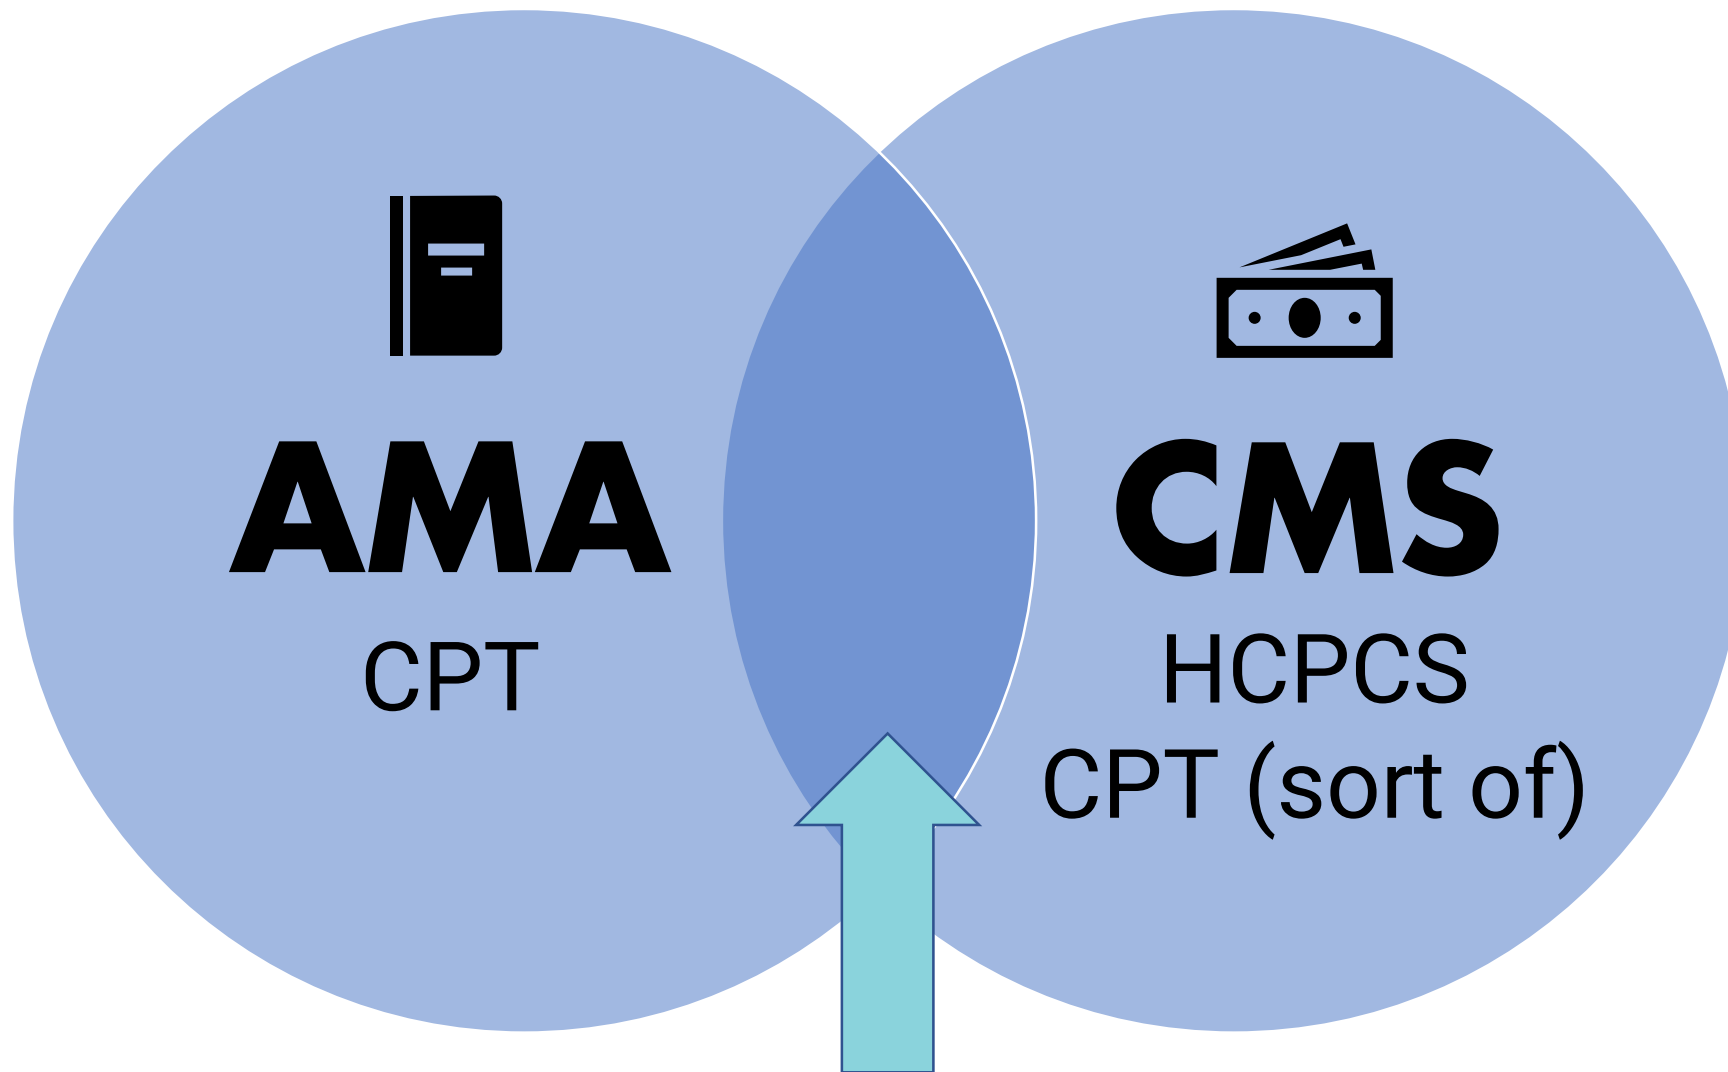 AMA
CPT
CMS
HCPCS
CPT (sort of)